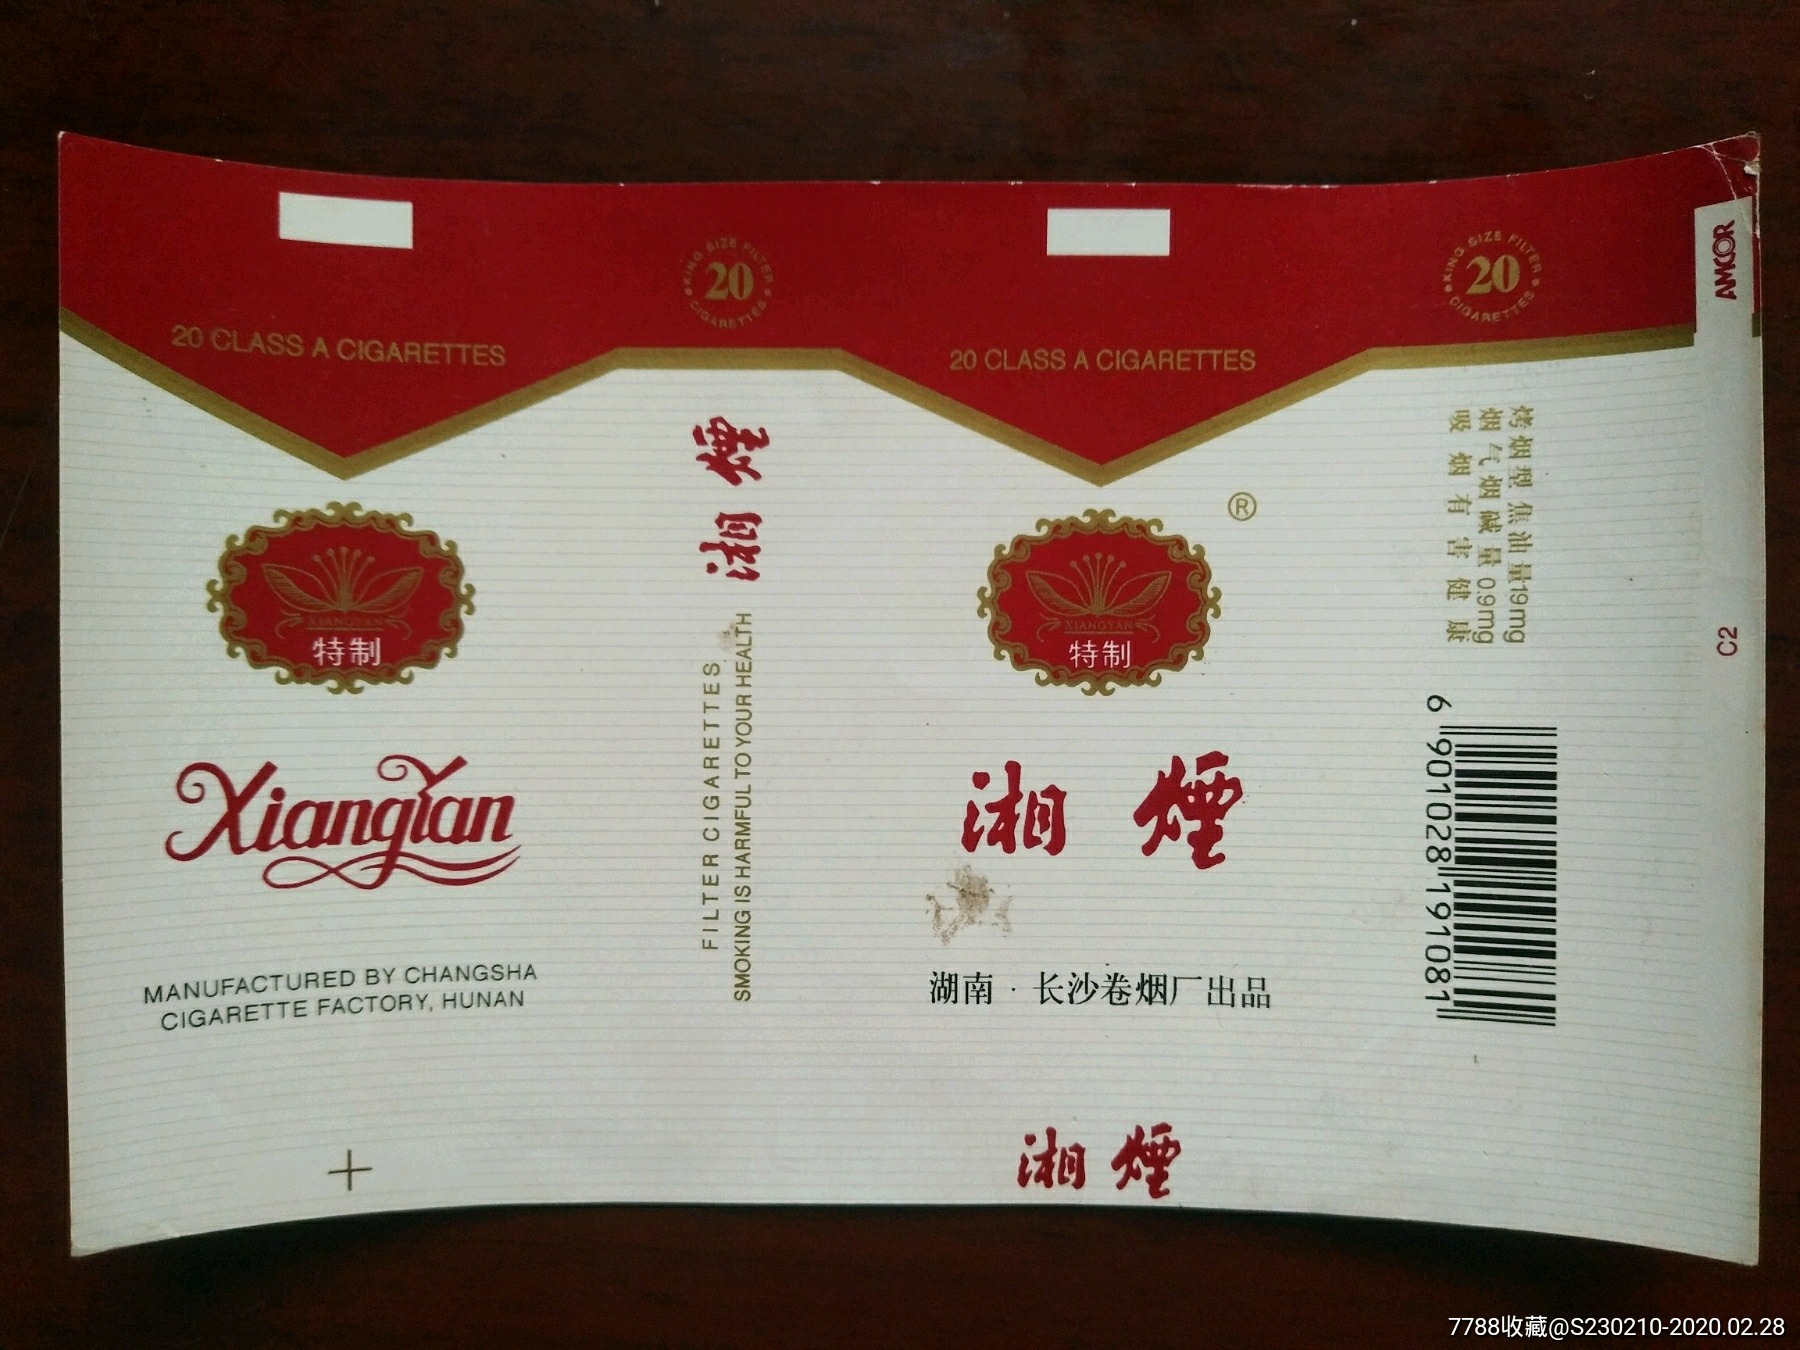 20 CLASS A CIGARETTES
XIANGYAN
特制
XiangYan
MANUFACTURED BY CHANGSHA
CIGARETTE FACTORY, HUNAN
KING SIZE FILTER
20
CIGARETTES
湘煙
FILTER CIGARETTES
SMOKING IS HARMFUL TO YOUR HEALTH
20 CLASS A CIGARETTES
®
XIANGYAN
特制
湘煙
湖南·长沙卷烟厂出品
湘煙
KING SIZE FILTER
20
CIGARETTES
烤烟型 焦油量19mg
烟气烟碱量0.9mg
吸烟有害健康
6 901028 191081
AMCOR
C2
7788收藏@S230210-2020.02.28